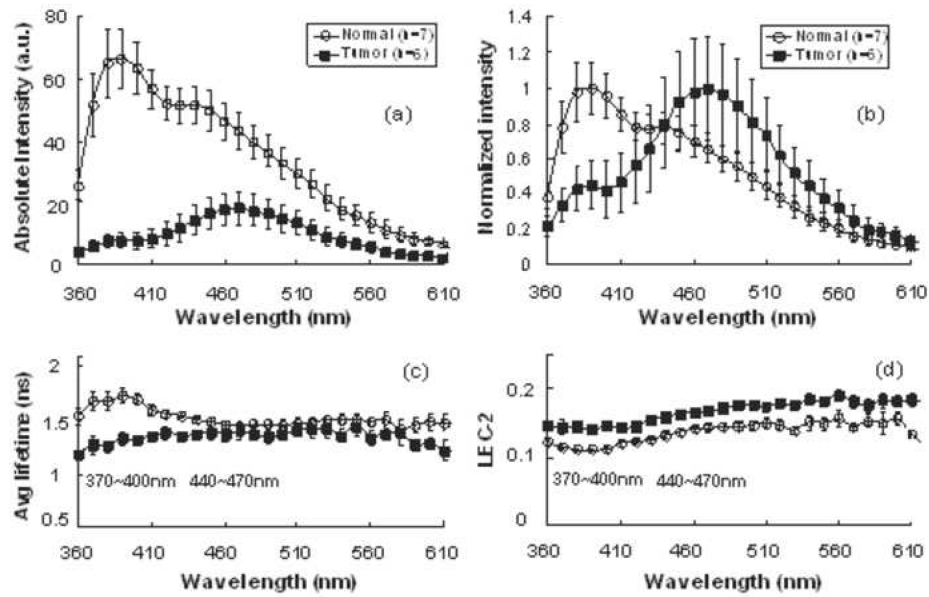 80
60
40
20
0
Absolute Intensity (a.u.)
Normal (n=7)
Tumor (n=6)
(a)
360 410 460 510 560 610
Wavelength (nm)
1.4
1.2
1
0.8
0.6
0.4
0.2
0
Normalized intensity
Normal (n=7)
Tumor (n=6)
(b)
360 410 460 510 560 610
Wavelength (nm)
2
1.5
1
0.5
Avg lifetime (ns)
(c)
370~400nm 440~470nm
360 410 460 510 560 610
Wavelength (nm)
0.2
0.1
0
LEC-2
(d)
370~400nm 440~470nm
360 410 460 510 560 610
Wavelength (nm)